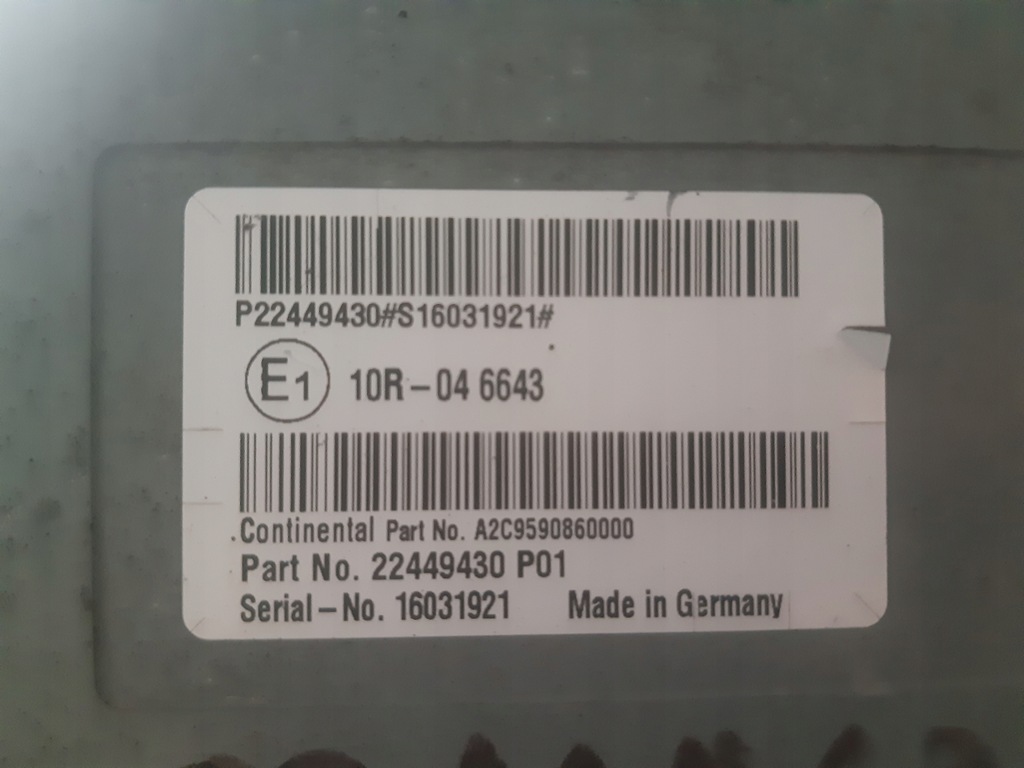 P22449430#S16031921#
E1 10R-04 6643
Continental Part No. A2C9590860000
Part No. 22449430 P01
Serial-No. 16031921 Made in Germany